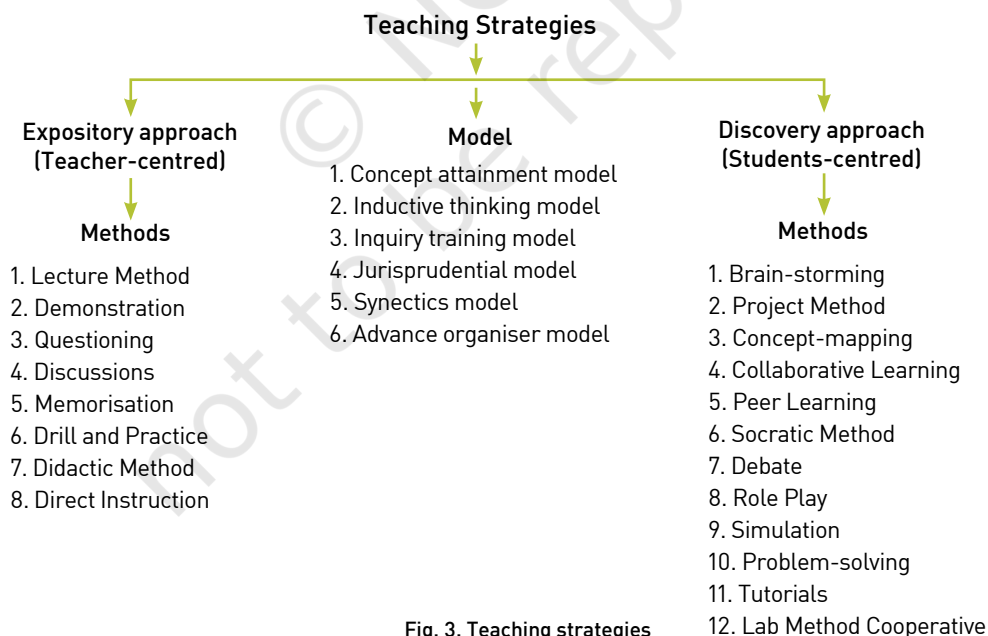 Teaching Strategies
Expository approach
(Teacher-centred)
Methods
1. Lecture Method
2. Demonstration
3. Questioning
4. Discussions
5. Memorisation
6. Drill and Practice
7. Didactic Method
8. Direct Instruction
Model
1. Concept attainment model
2. Inductive thinking model
3. Inquiry training model
4. Jurisprudential model
5. Synectics model
6. Advance organiser model
Discovery approach
(Students-centred)
Methods
1. Brain-storming
2. Project Method
3. Concept-mapping
4. Collaborative Learning
5. Peer Learning
6. Socratic Method
7. Debate
8. Role Play
9. Simulation
10. Problem-solving
11. Tutorials
12. Lab Method Cooperative
Fig. 3. Teaching strategies
© N
not to be rep